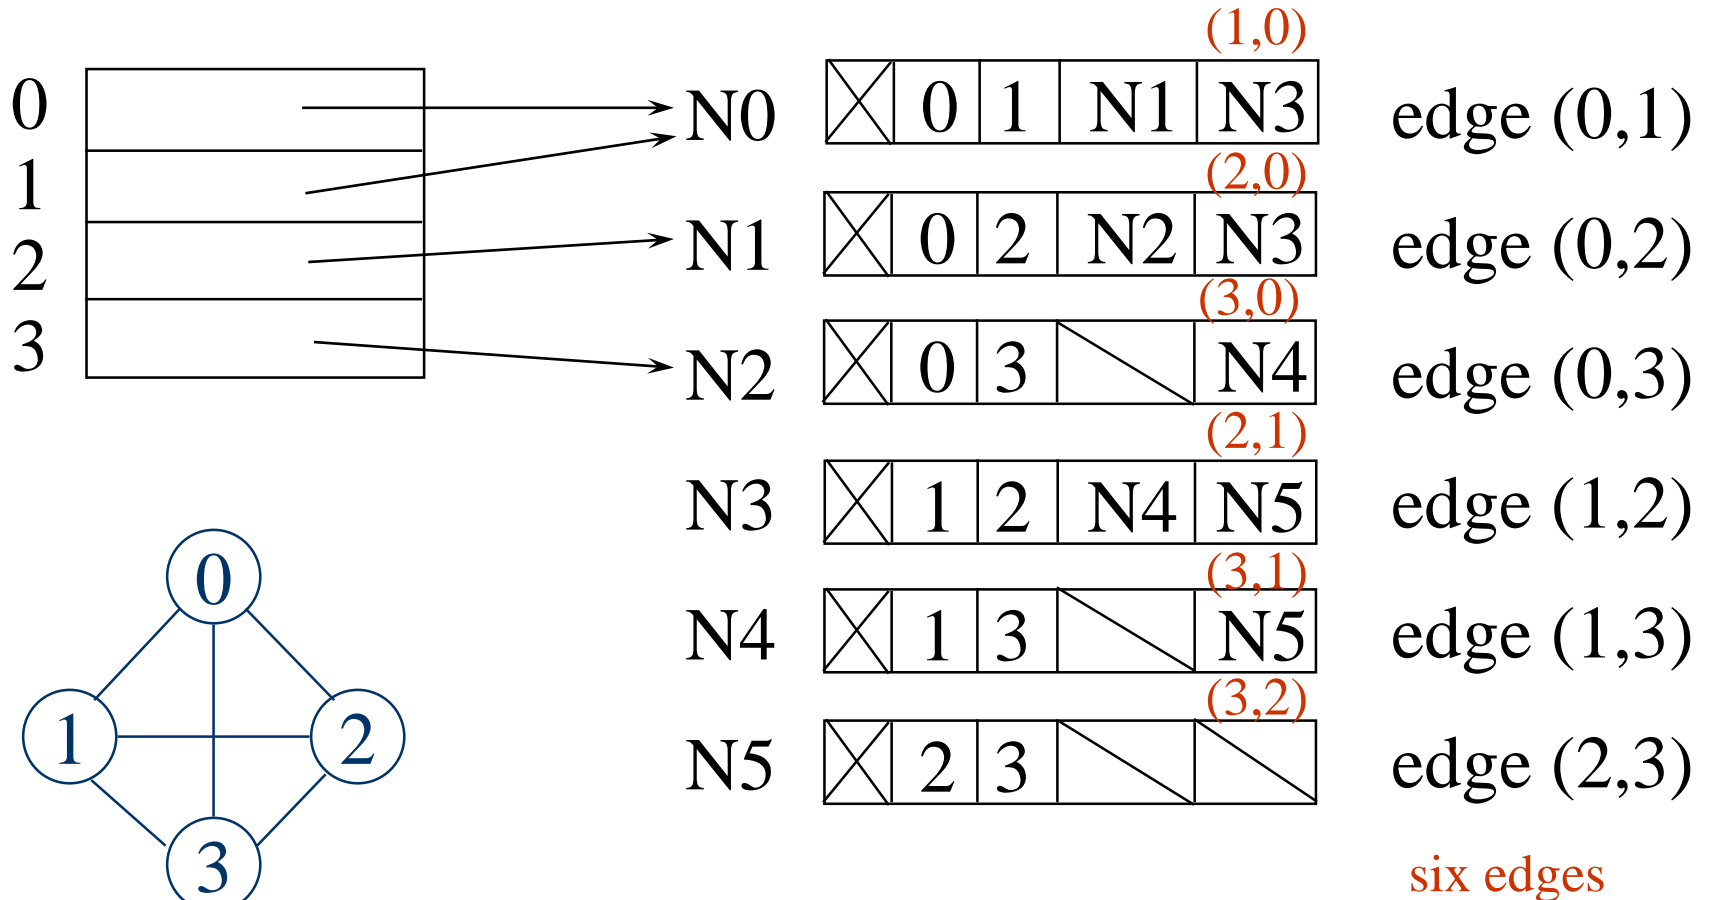 (1,0)
0 N0 0 1 N1 N3 edge (0,1)
1
(2,0)
2 N1 0 2 N2 N3 edge (0,2)
(3,0)
3 N2 0 3 N4 edge (0,3)
(2,1)
N3 1 2 N4 N5 edge (1,2)
(3,1)
0
N4 1 3 N5 edge (1,3)
(3,2)
1 2
N5 2 3 edge (2,3)
3
six edges